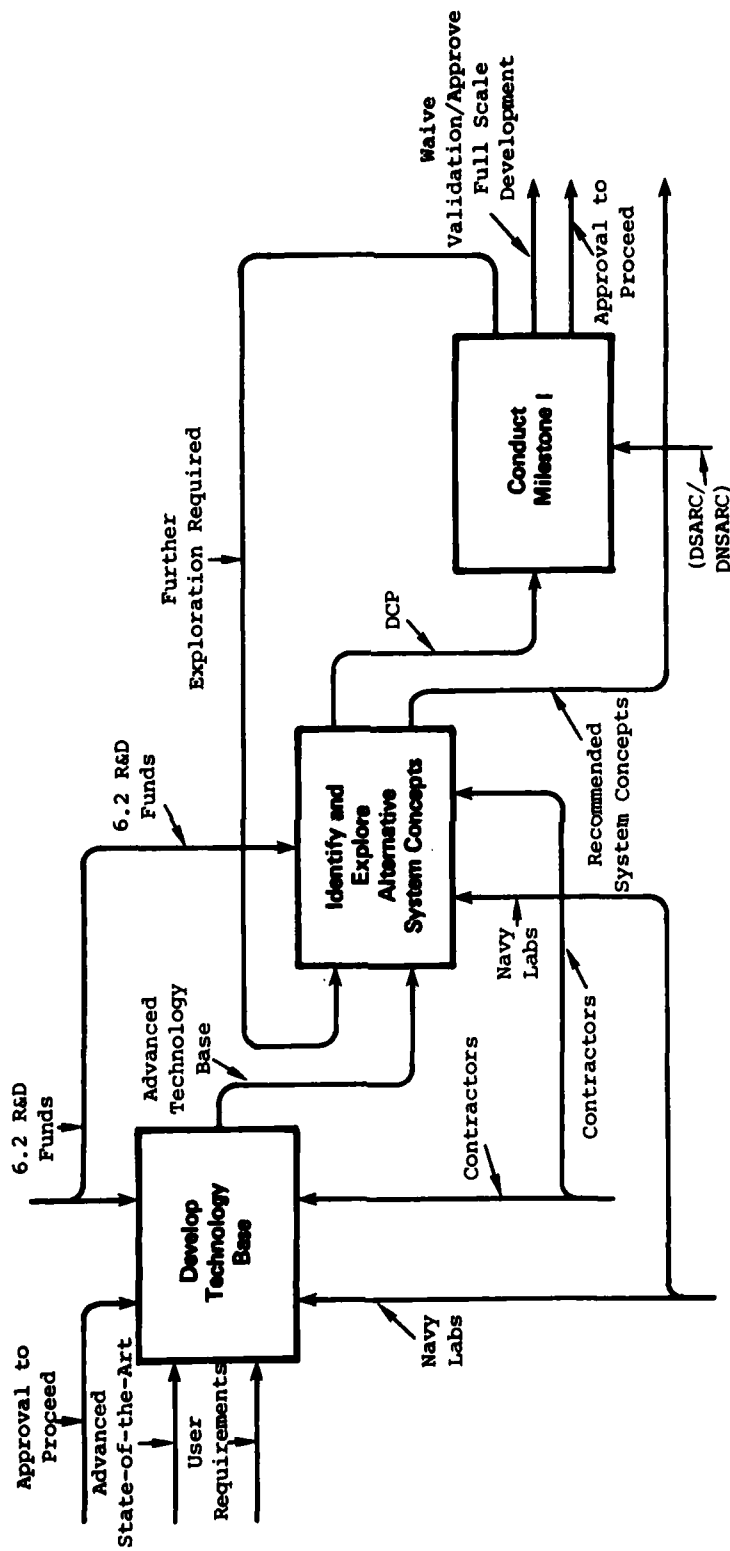 Approval to
Proceed
Advanced
State-of-the-Art
User
Requirements
6.2 R&D
Funds
Develop
Technology
Base
Navy
Labs
Contractors
Advanced
Technology
Base
6.2 R&D
Funds
Further
Exploration Required
Identify and
Explore
Alternative
System Concepts
Navy
Labs
Contractors
DCP
Recommended
System Concepts
Conduct
Milestone I
(DSARC/
DNSARC)
Waive
Validation/Approve
Full Scale
Development
Approval to
Proceed